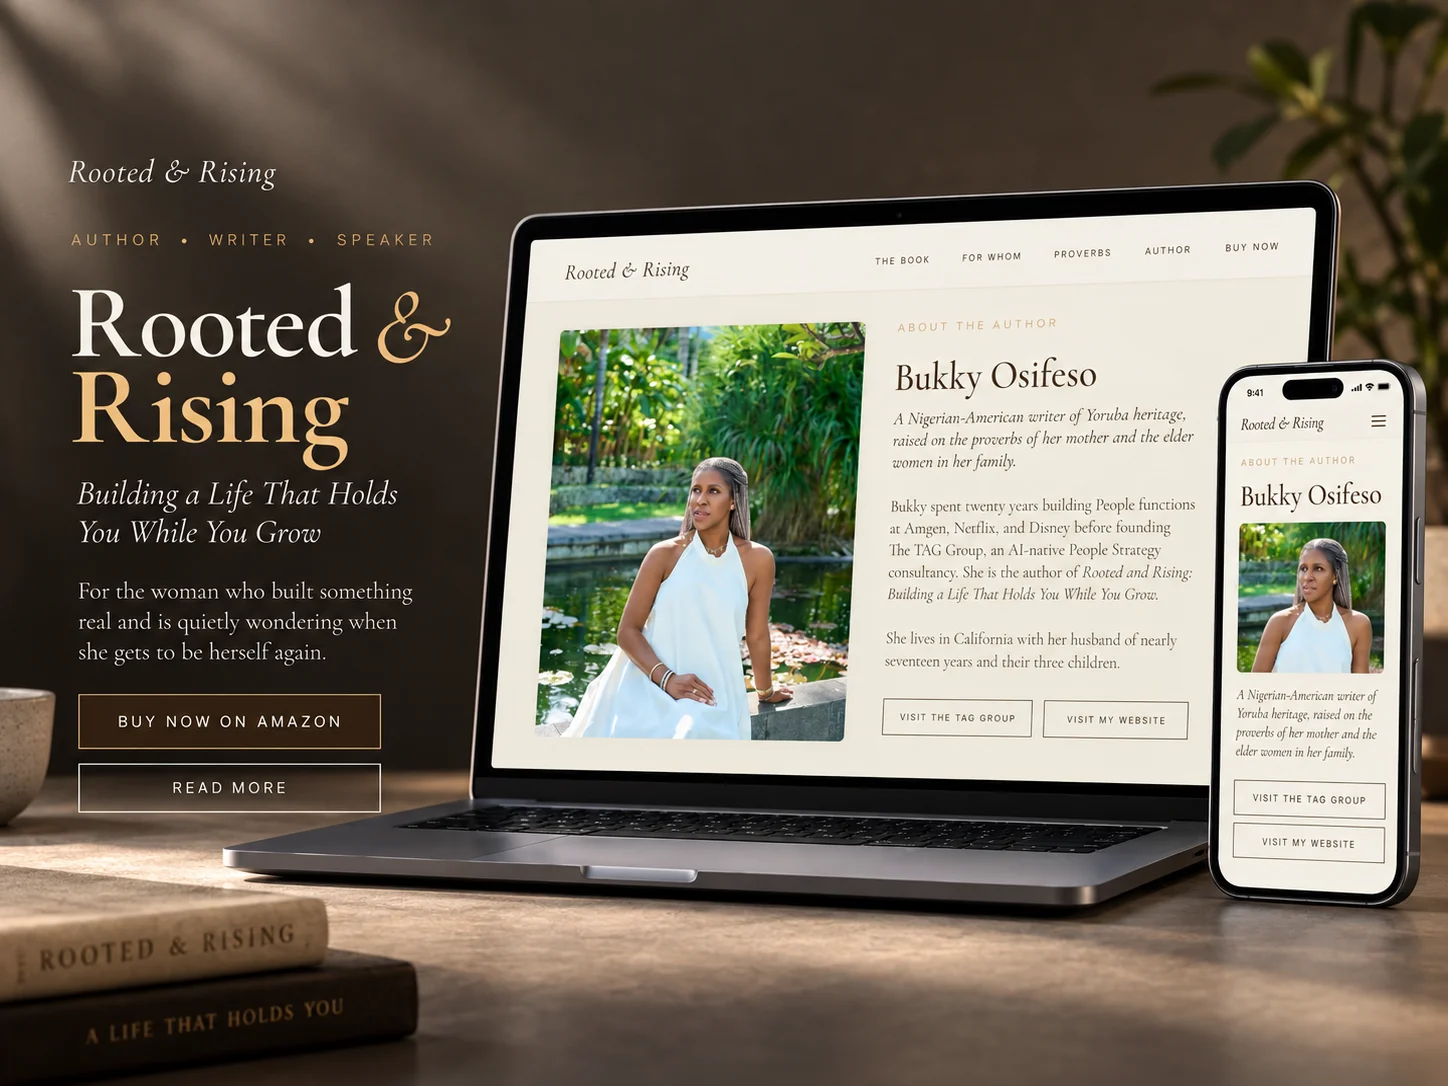 Rooted & Rising
AUTHOR • WRITER • SPEAKER
Rooted &
Rising
Building a Life That Holds
You While You Grow
For the woman who built something
real and is quietly wondering when
she gets to be herself again.
BUY NOW ON AMAZON
READ MORE
ROOTED & RISING
A LIFE THAT HOLDS YOU
Rooted & Rising
THE BOOK
FOR WHOM
PROVERBS
AUTHOR
BUY NOW
ABOUT THE AUTHOR
Bukky Osifeso
A Nigerian-American writer of Yoruba heritage,
raised on the proverbs of her mother and the elder
women in her family.
Bukky spent twenty years building People functions
at Amgen, Netflix, and Disney before founding
The TAG Group, an AI-native People Strategy
consultancy. She is the author of Rooted and Rising:
Building a Life That Holds You While You Grow.
She lives in California with her husband of nearly
seventeen years and their three children.
VISIT THE TAG GROUP
VISIT MY WEBSITE
9:41
Rooted & Rising
ABOUT THE AUTHOR
Bukky Osifeso
A Nigerian-American writer of
Yoruba heritage, raised on the
proverbs of her mother and the
elder women in her family.
VISIT THE TAG GROUP
VISIT MY WEBSITE